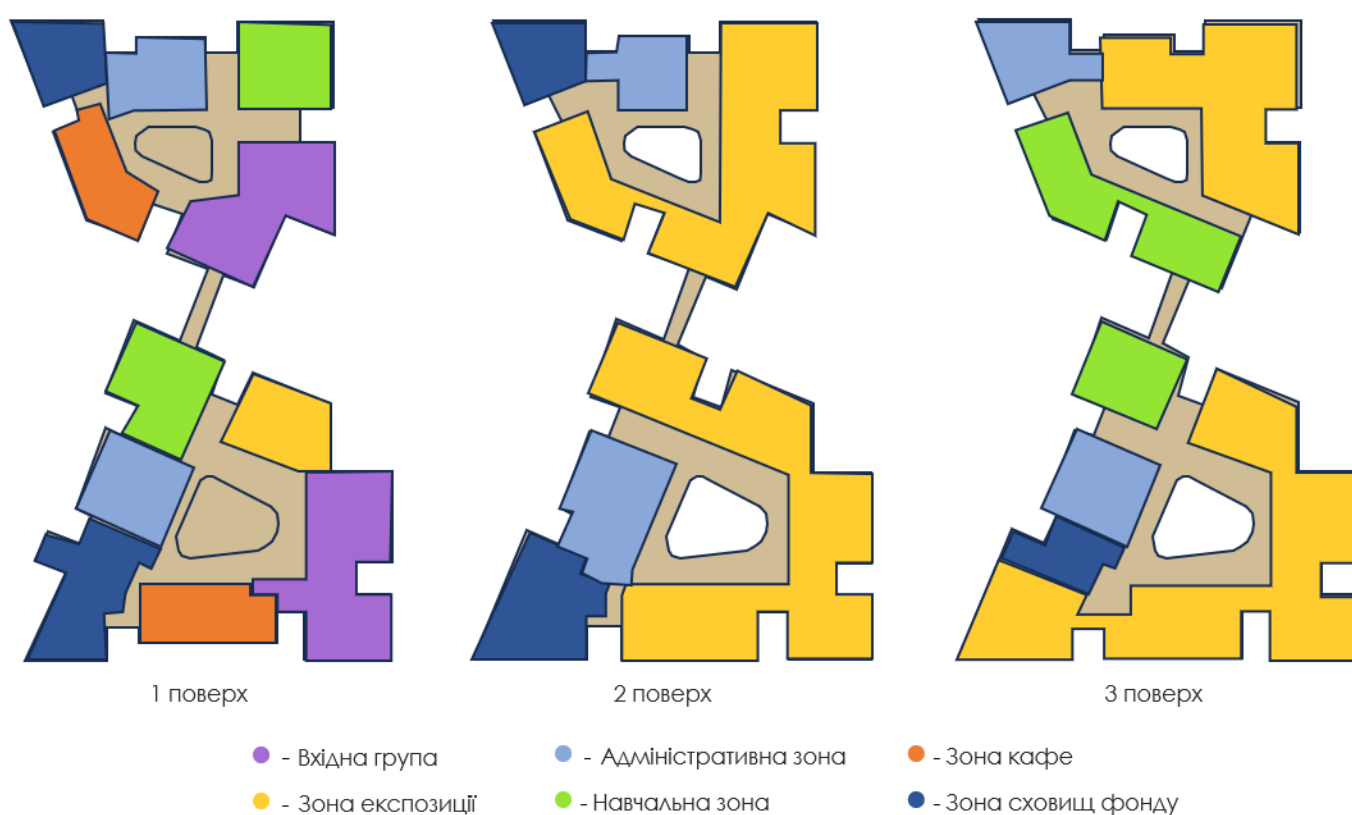 1 поверх 2 поверх 3 поверх
- Вхідна група - Адміністративна зона - Зона кафе
- Зона експозиції - Навчальна зона - Зона сховищ фонду